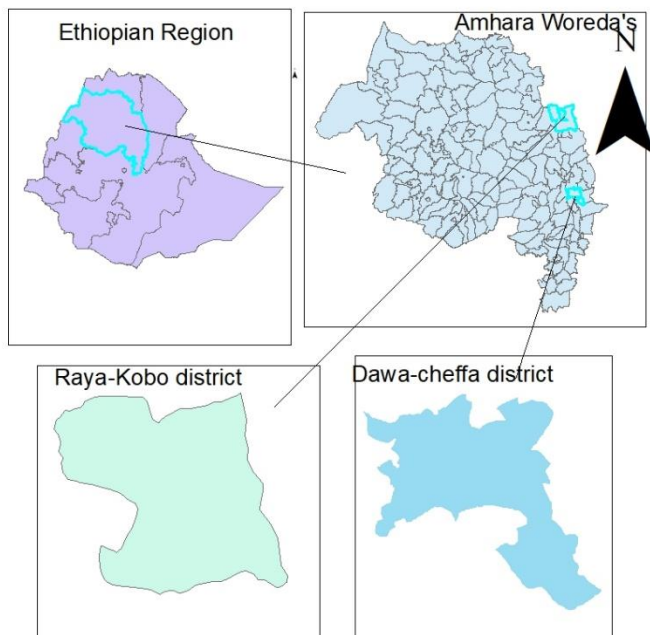 Ethiopian Region
Amhara Woreda's
N
Raya-Kobo district
Dawa-cheffa district